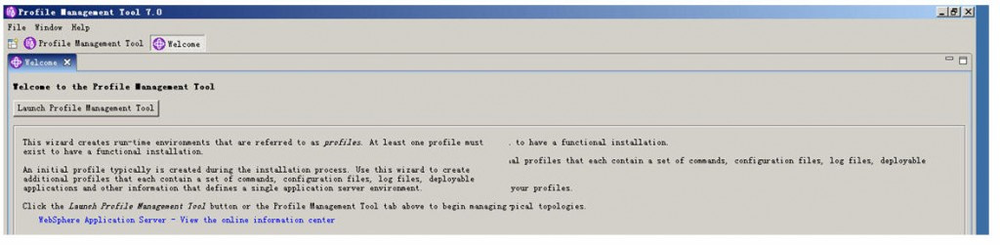 Profile Management Tool 7.0
File Window Help
Profile Management Tool Welcome
Welcome
Welcome to the Profile Management Tool
Launch Profile Management Tool
This wizard creates run-time environments that are referred to as profiles. At least one profile must . to have a functional installation.
exist to have a functional installation.
al profiles that each contain a set of commands, configuration files, log files, deployable
An initial profile typically is created during the installation process. Use this wizard to create
additional profiles that each contain a set of commands, configuration files, log files, deployable
applications and other information that defines a single application server environment. your profiles.
Click the Launch Profile Management Tool button or the Profile Management Tool tab above to begin managing pical topologies.
WebSphere Application Server - View the online information center